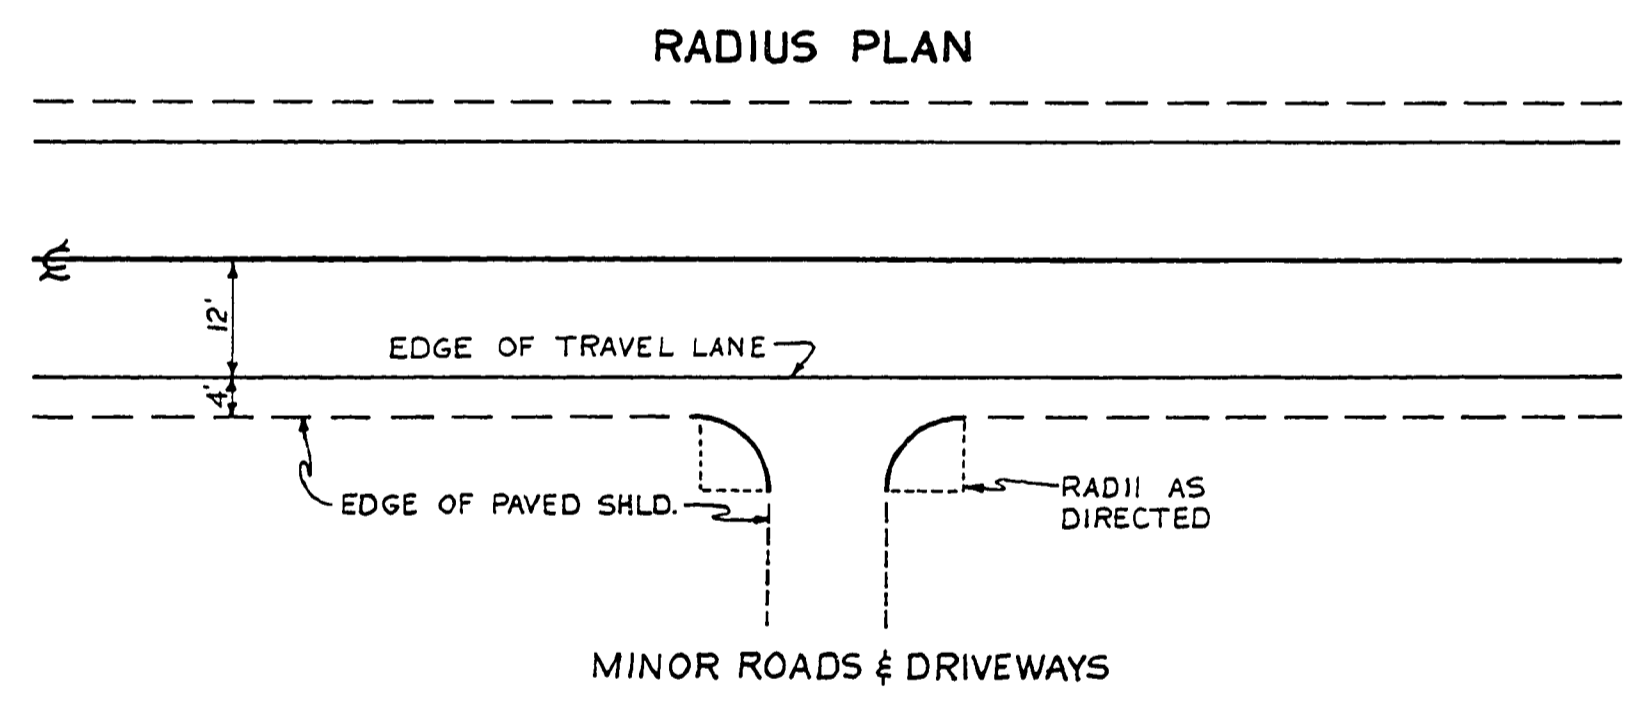 RADIUS PLAN
12'
EDGE OF TRAVEL LANE
4'
EDGE OF PAVED SHLD.
RADII AS
DIRECTED
MINOR ROADS & DRIVEWAYS